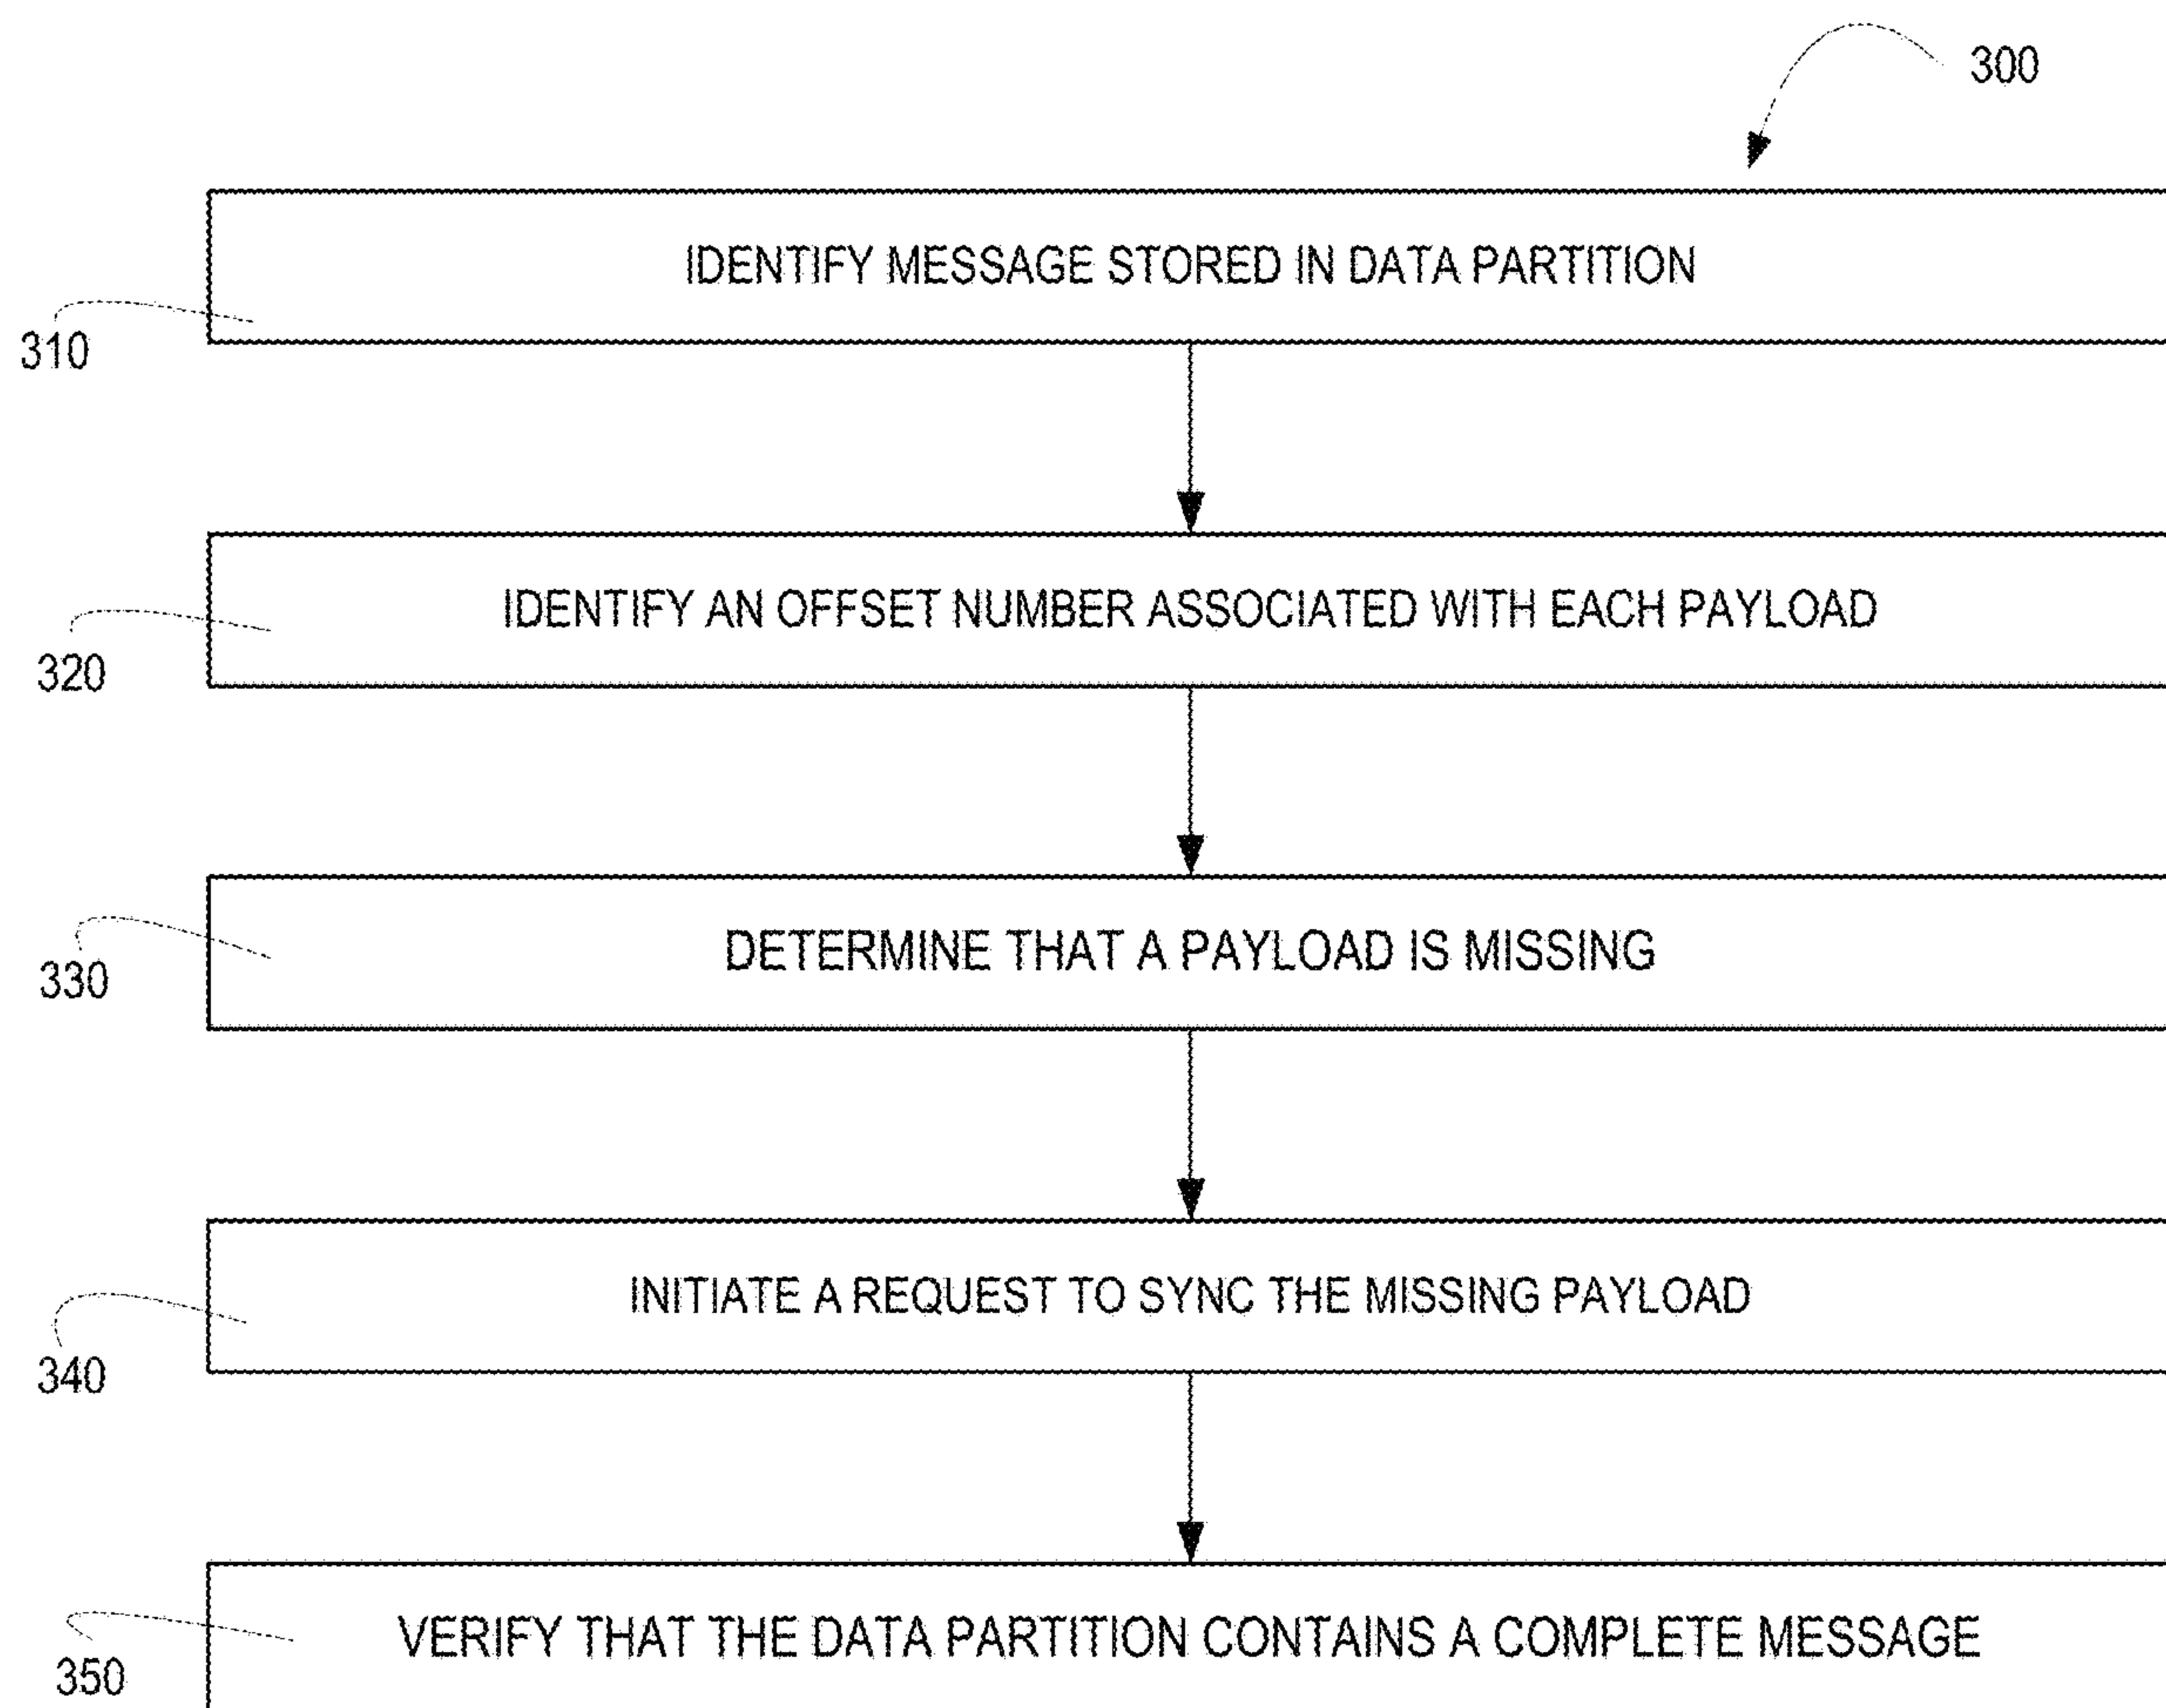 300
IDENTIFY MESSAGE STORED IN DATA PARTITION
310
IDENTIFY AN OFFSET NUMBER ASSOCIATED WITH EACH PAYLOAD
320
DETERMINE THAT A PAYLOAD IS MISSING
330
INITIATE A REQUEST TO SYNC THE MISSING PAYLOAD
340
VERIFY THAT THE DATA PARTITION CONTAINS A COMPLETE MESSAGE
350